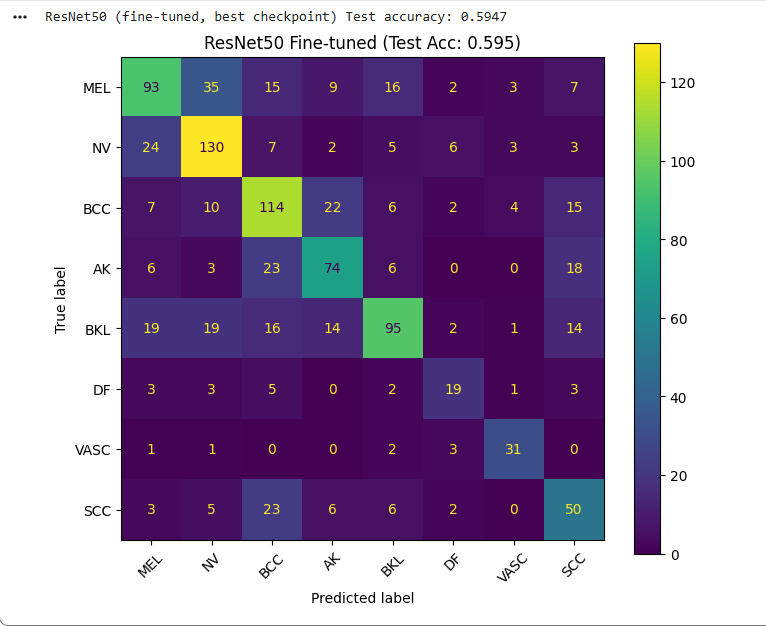 ••• ResNet50 (fine-tuned, best checkpoint) Test accuracy: 0.5947
ResNet50 Fine-tuned (Test Acc: 0.595)
MEL 93 35 15 9 16 2 3 7
NV 24 130 7 2 5 6 3 3
BCC 7 10 114 22 6 2 4 15
AK 6 3 23 74 6 0 0 18
BKL 19 19 16 14 95 2 1 14
DF 3 3 5 0 2 19 1 3
VASC 1 1 0 0 2 3 31 0
SCC 3 5 23 6 6 2 0 50
MEL NV BCC AK BKL DF VASC SCC
Predicted label
True label
120
100
80
60
40
20
0